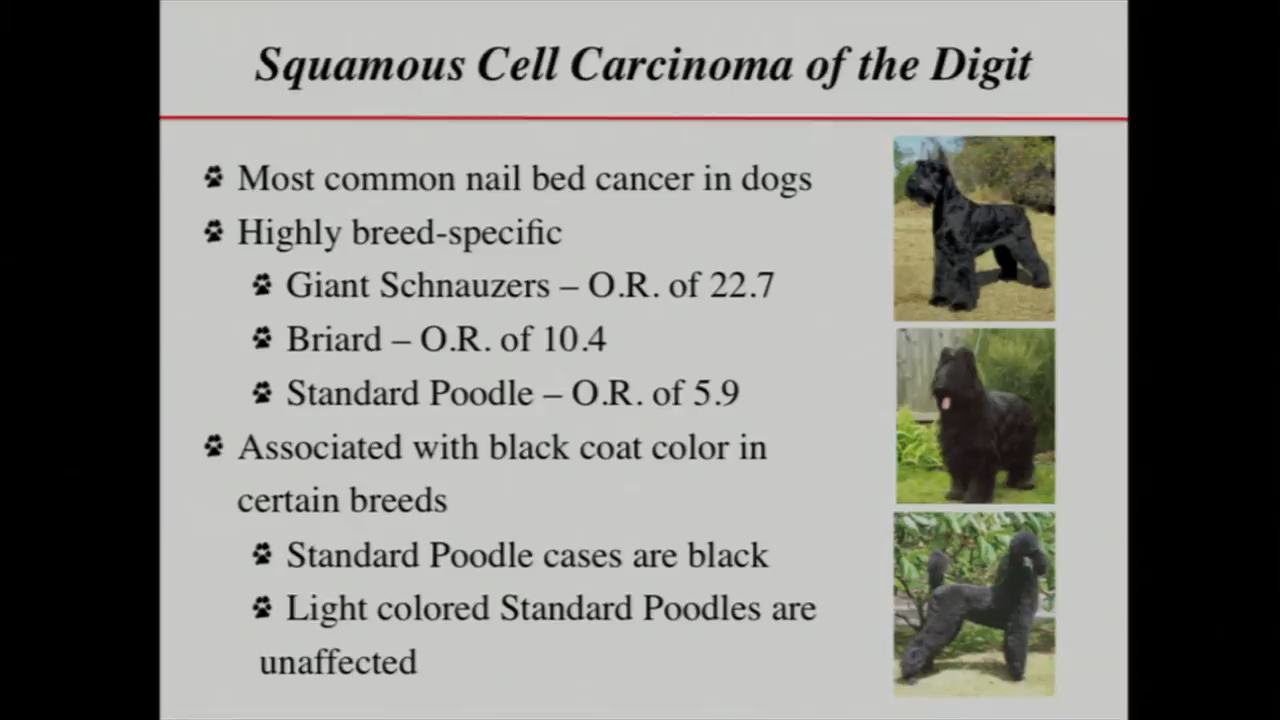 Squamous Cell Carcinoma of the Digit
Most common nail bed cancer in dogs
Highly breed-specific
Giant Schnauzers – O.R. of 22.7
Briard – O.R. of 10.4
Standard Poodle – O.R. of 5.9
Associated with black coat color in
certain breeds
Standard Poodle cases are black
Light colored Standard Poodles are
unaffected